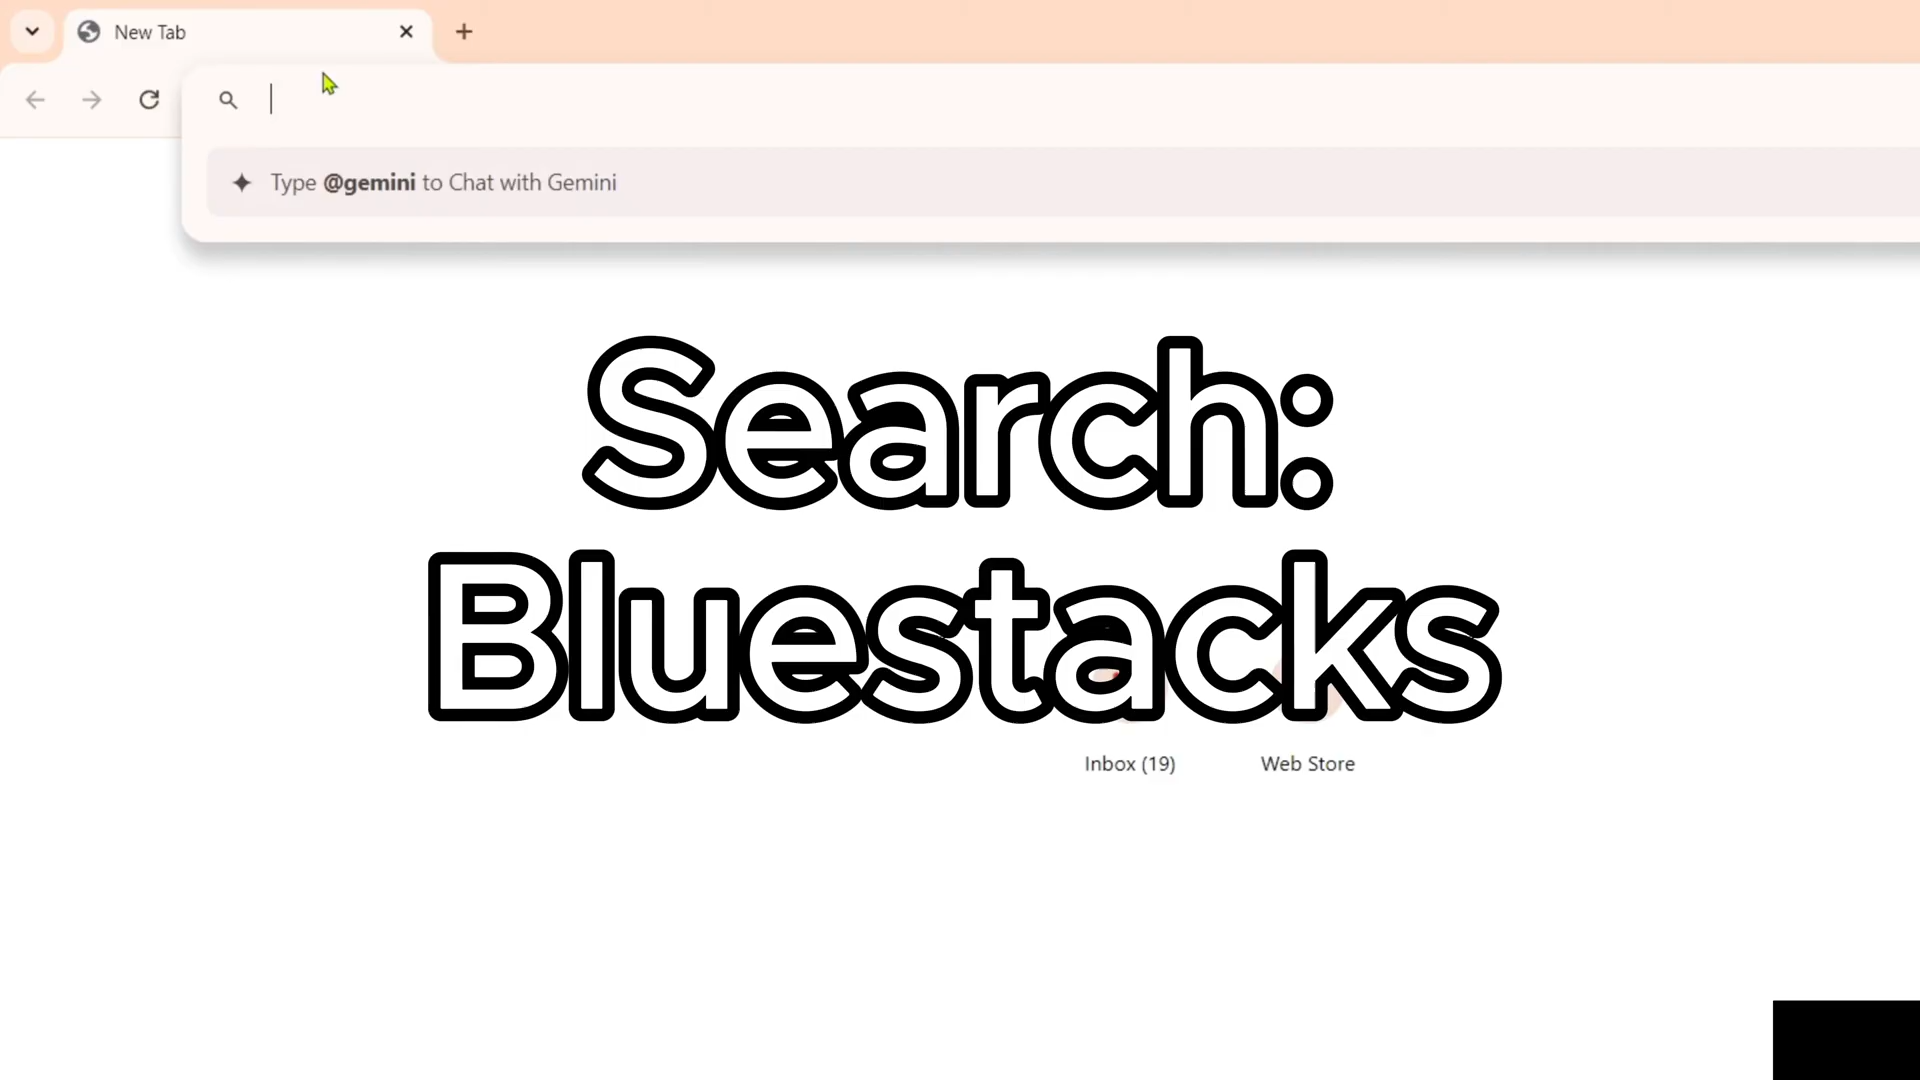 New Tab
Type @gemini to Chat with Gemini
Search:
Bluestacks
Inbox (19)
Web Store